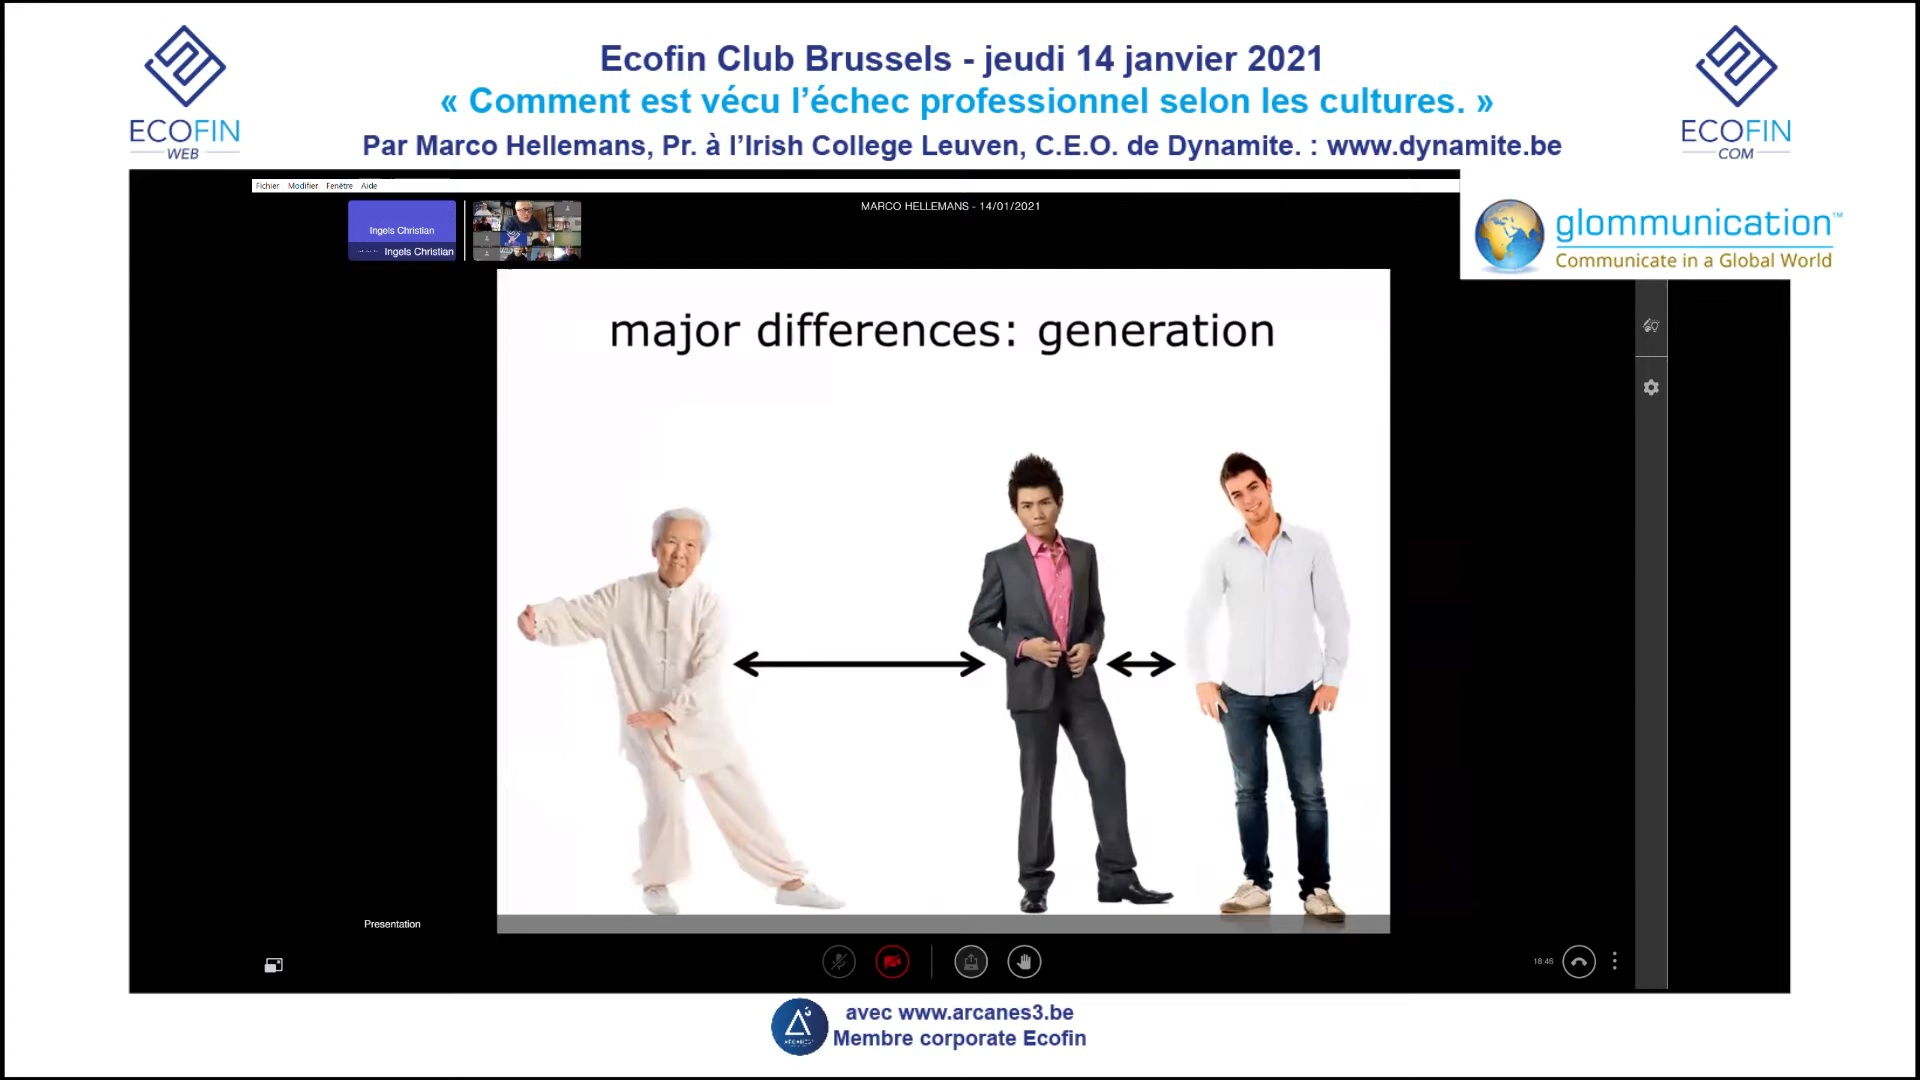 Ecofin Club Brussels - jeudi 14 janvier 2021
« Comment est vécu l’échec professionnel selon les cultures. »
Par Marco Hellemans, Pr. à l’Irish College Leuven, C.E.O. de Dynamite. : www.dynamite.be
ECOFIN
WEB
ECOFIN
COM
Fichier Modifier Fenêtre Aide
MARCO HELLEMANS - 14/01/2021
Ingels Christian
Ingels Christian
glommunication™
Communicate in a Global World
major differences: generation
Presentation
18:46
avec www.arcanes3.be
Membre corporate Ecofin